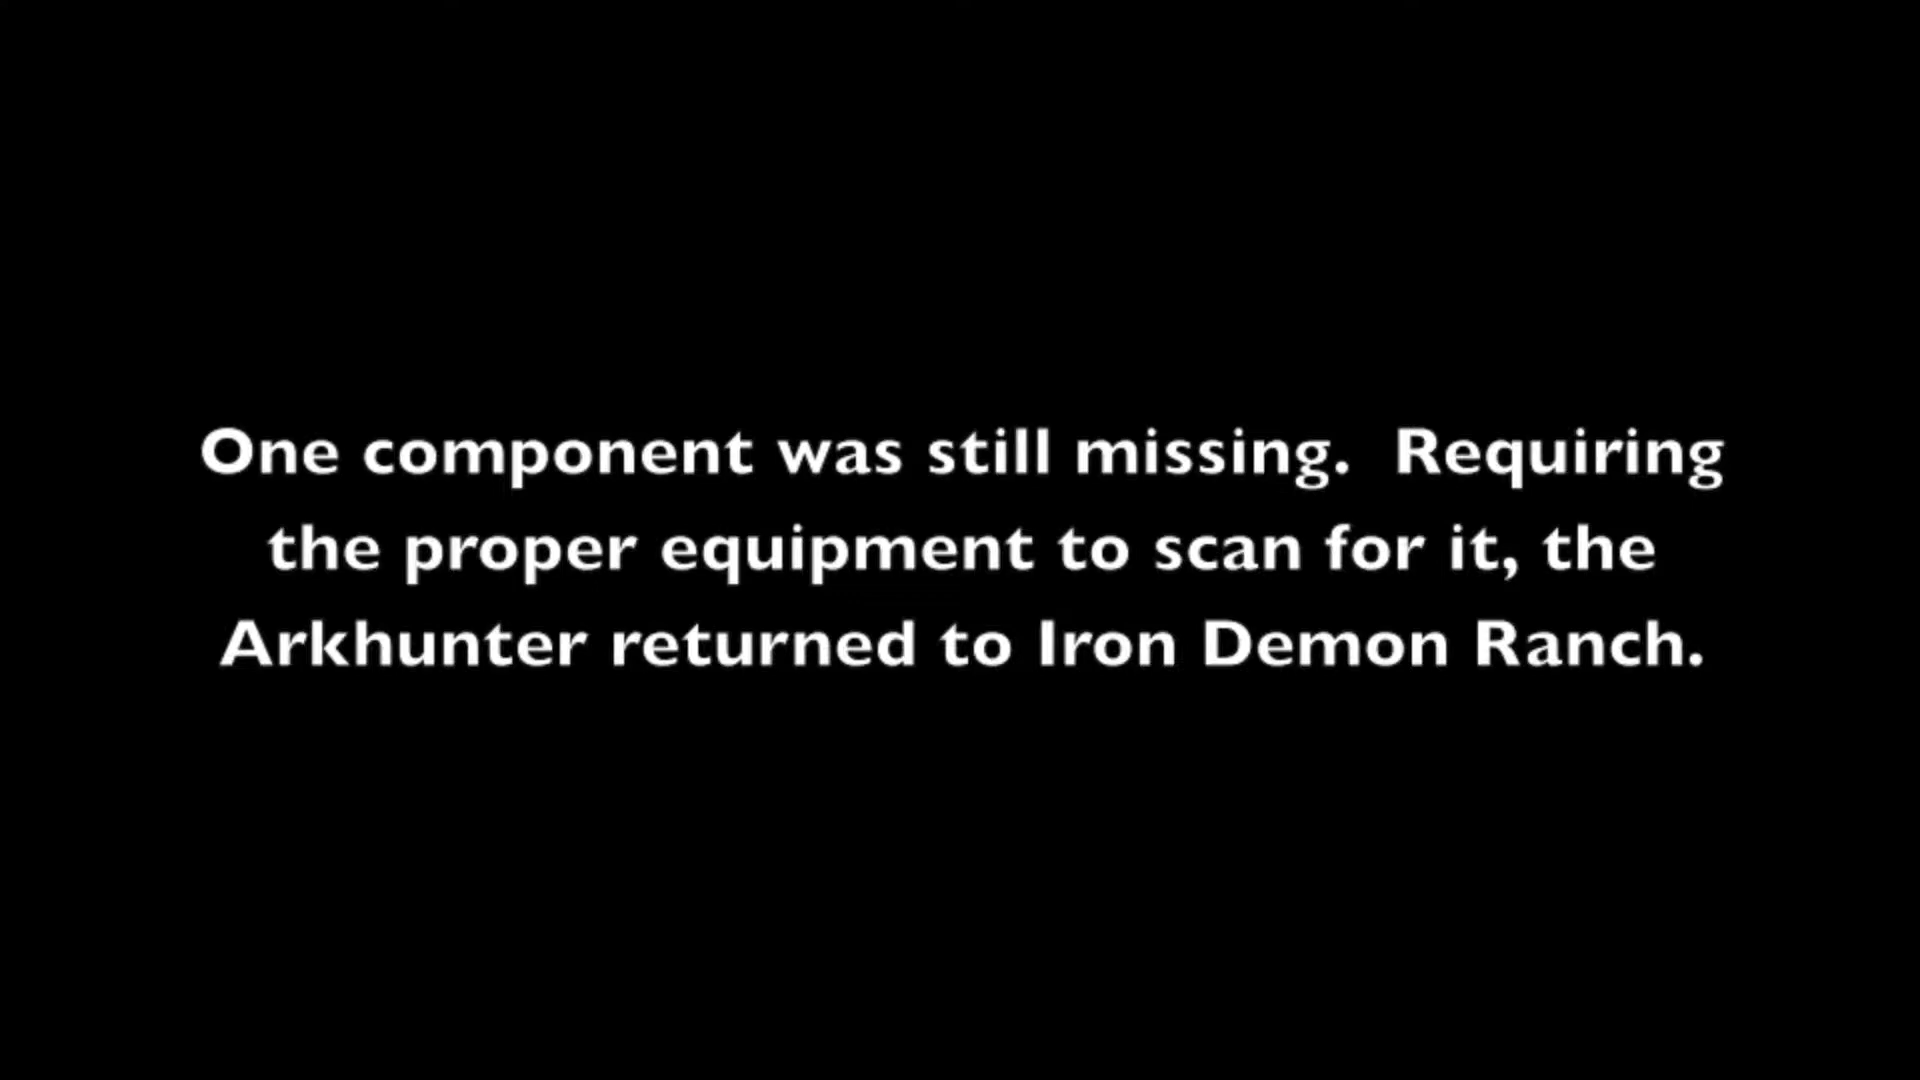 One component was still missing.  Requiring
the proper equipment to scan for it, the
Arkhunter returned to Iron Demon Ranch.